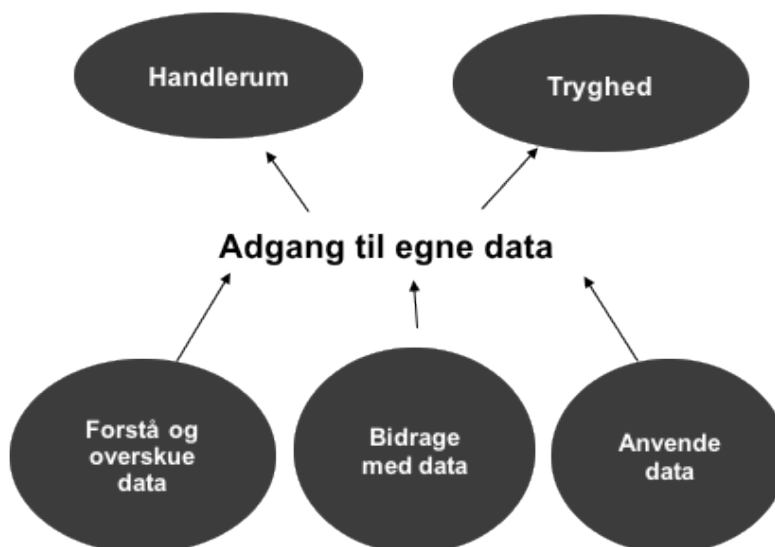 Handlerum
Tryghed
Adgang til egne data
Forstå og
overskue
data
Bidrage
med data
Anvende
data